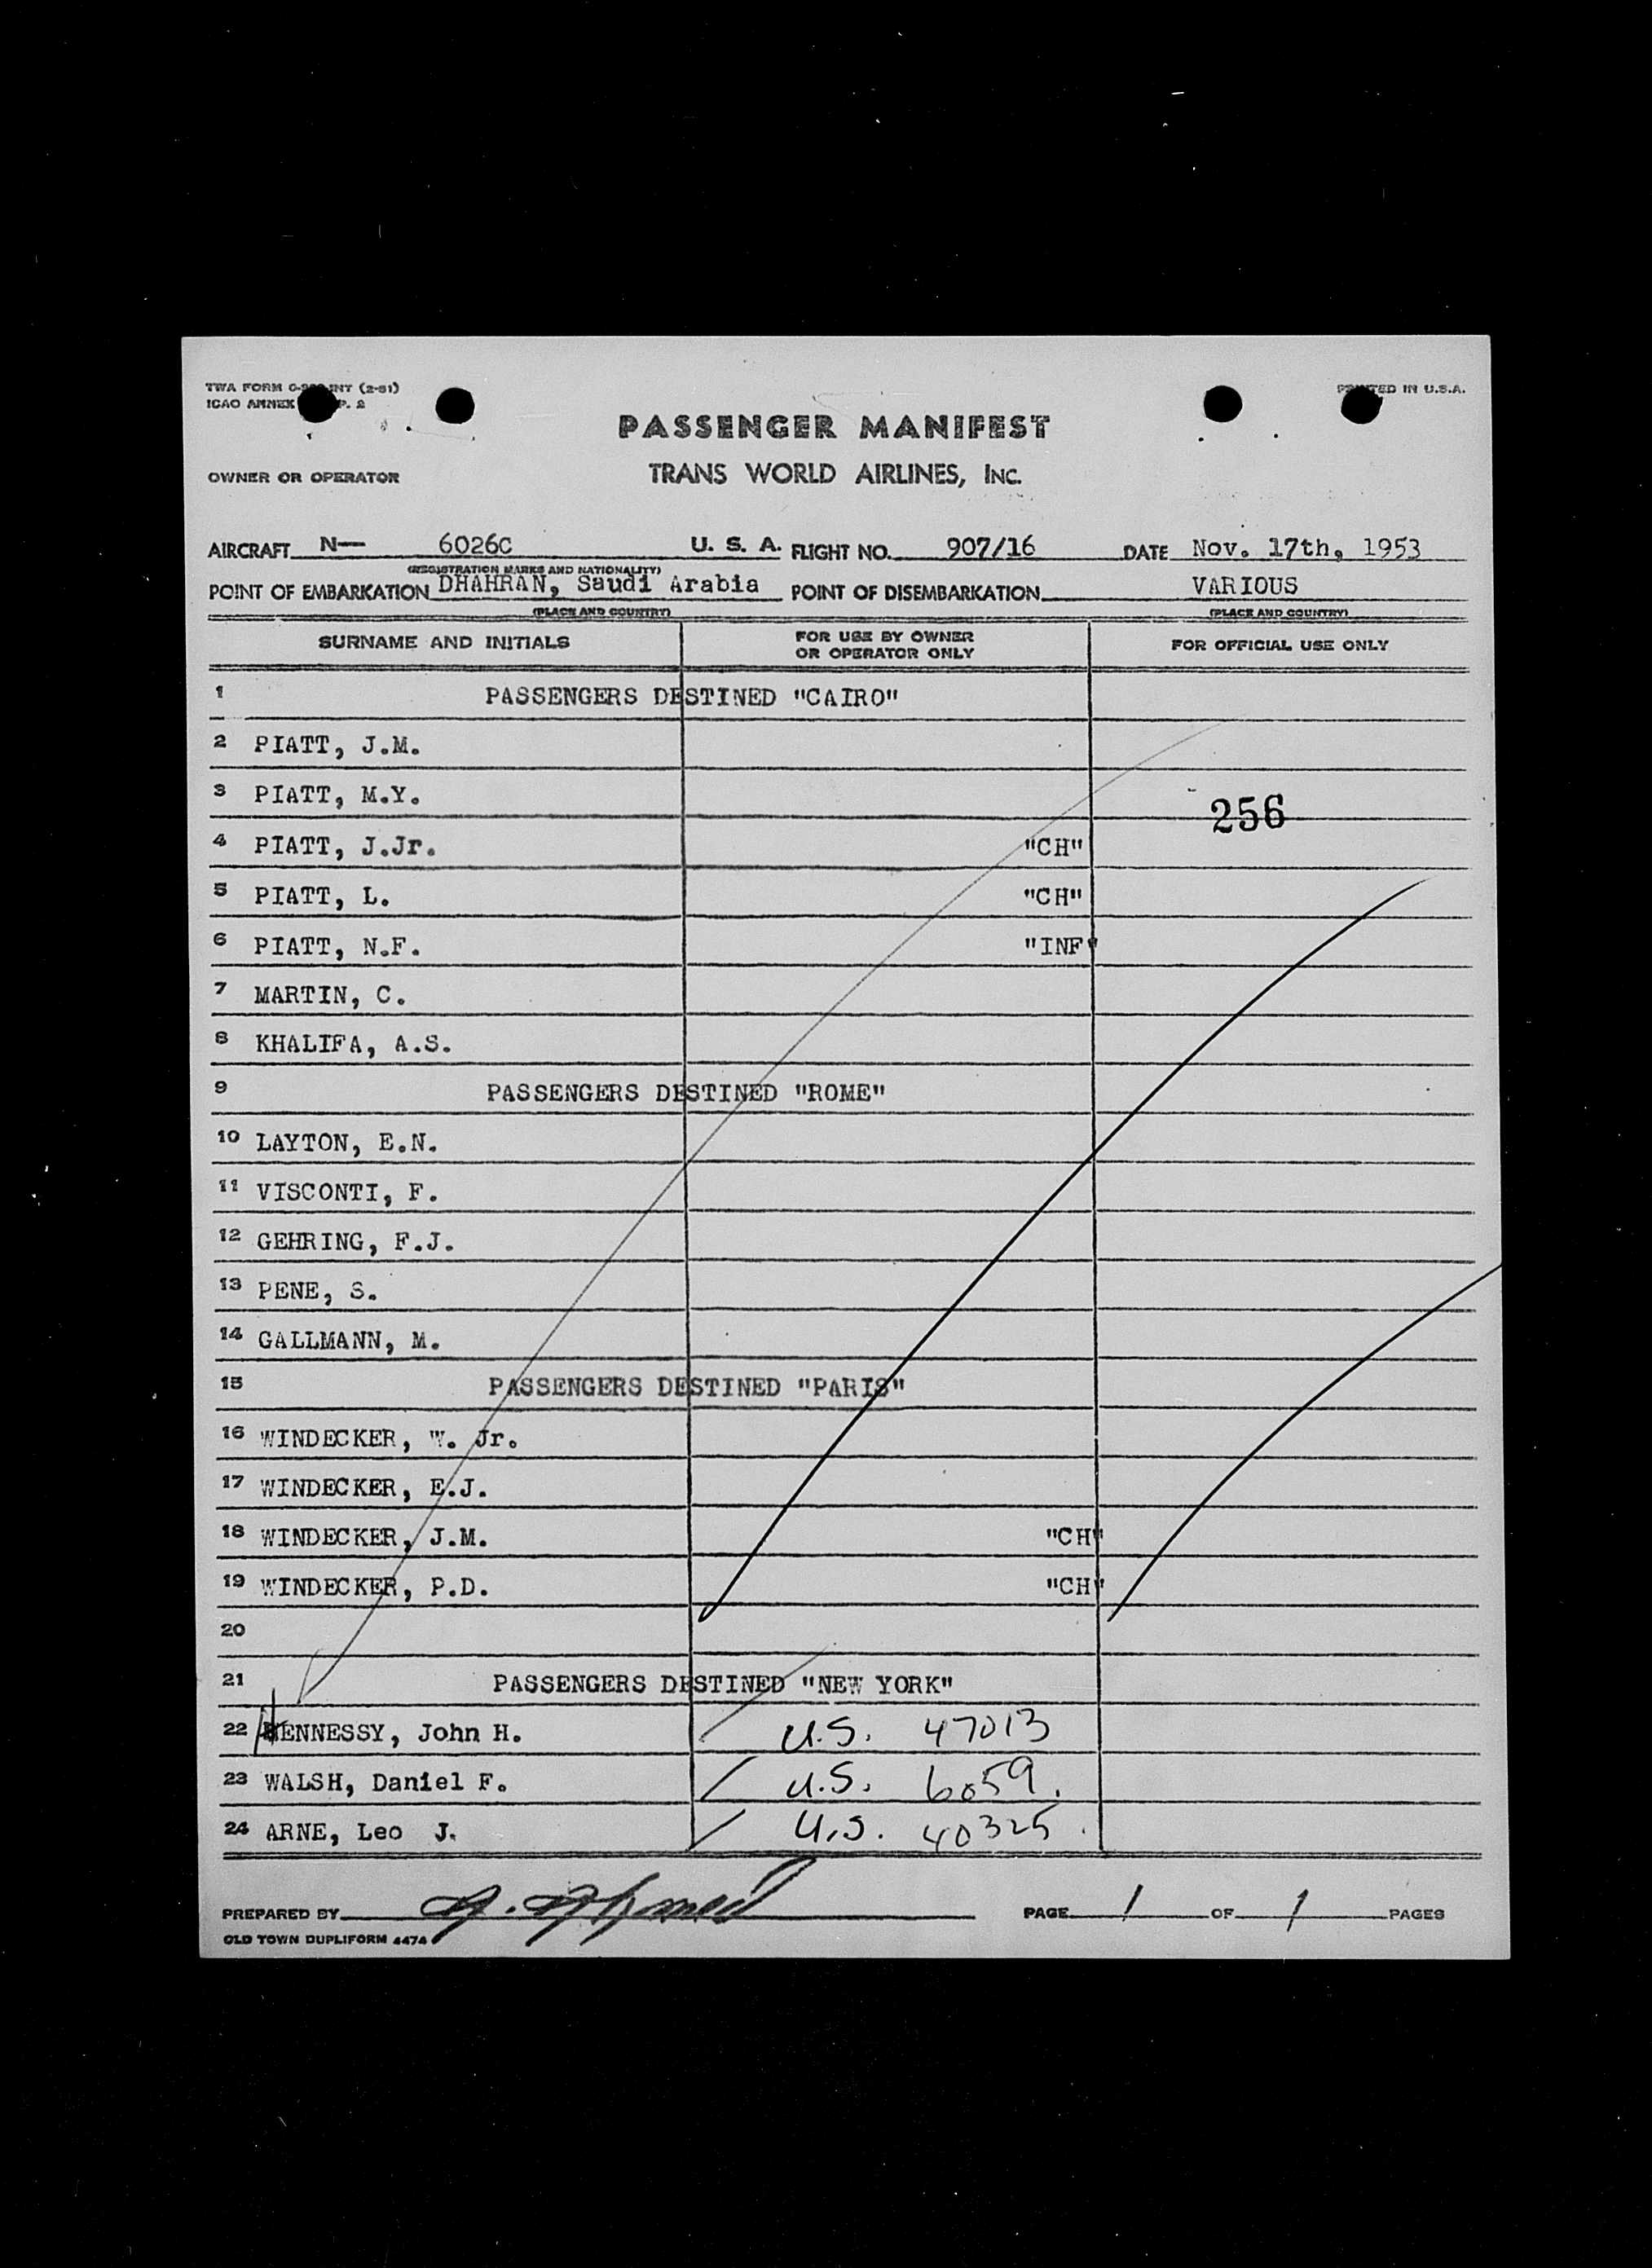 PRINTED IN U.S.A.
PASSENGER MANIFEST
OWNER OR OPERATOR TRANS WORLD AIRLINES, INC.
AIRCRAFT N— 6026C U. S. A. FLIGHT NO. 907/16 DATE Nov. 17th, 1953
(REGISTRATION MARKS AND NATIONALITY)
POINT OF EMBARKATION DHAHRAN, Saudi Arabia POINT OF DISEMBARKATION VARIOUS
(PLACE AND COUNTRY) (PLACE AND COUNTRY)
SURNAME AND INITIALS FOR USE BY OWNER OR OPERATOR ONLY FOR OFFICIAL USE ONLY
1 PASSENGERS DESTINED "CAIRO"
2 PIATT, J.M.
3 PIATT, M.Y. 256
4 PIATT, J.Jr. "CH"
5 PIATT, L. "CH"
6 PIATT, N.F. "INF"
7 MARTIN, C.
8 KHALIFA, A.S.
9 PASSENGERS DESTINED "ROME"
10 LAYTON, E.N.
11 VISCONTI, F.
12 GEHRING, F.J.
13 PENE, S.
14 GALLMANN, M.
15 PASSENGERS DESTINED "PARIS"
16 WINDECKER, W. Jr.
17 WINDECKER, E.J.
18 WINDECKER, J.M. "CH"
19 WINDECKER, P.D. "CH"
20
21 PASSENGERS DESTINED "NEW YORK"
22 HENNESSY, John H. U.S. 47013
23 WALSH, Daniel F. U.S. 6059.
24 ARNE, Leo J. U.S. 40325.
PREPARED BY PAGE 1 OF 1 PAGES
OLD TOWN DUPLIFORM 4474